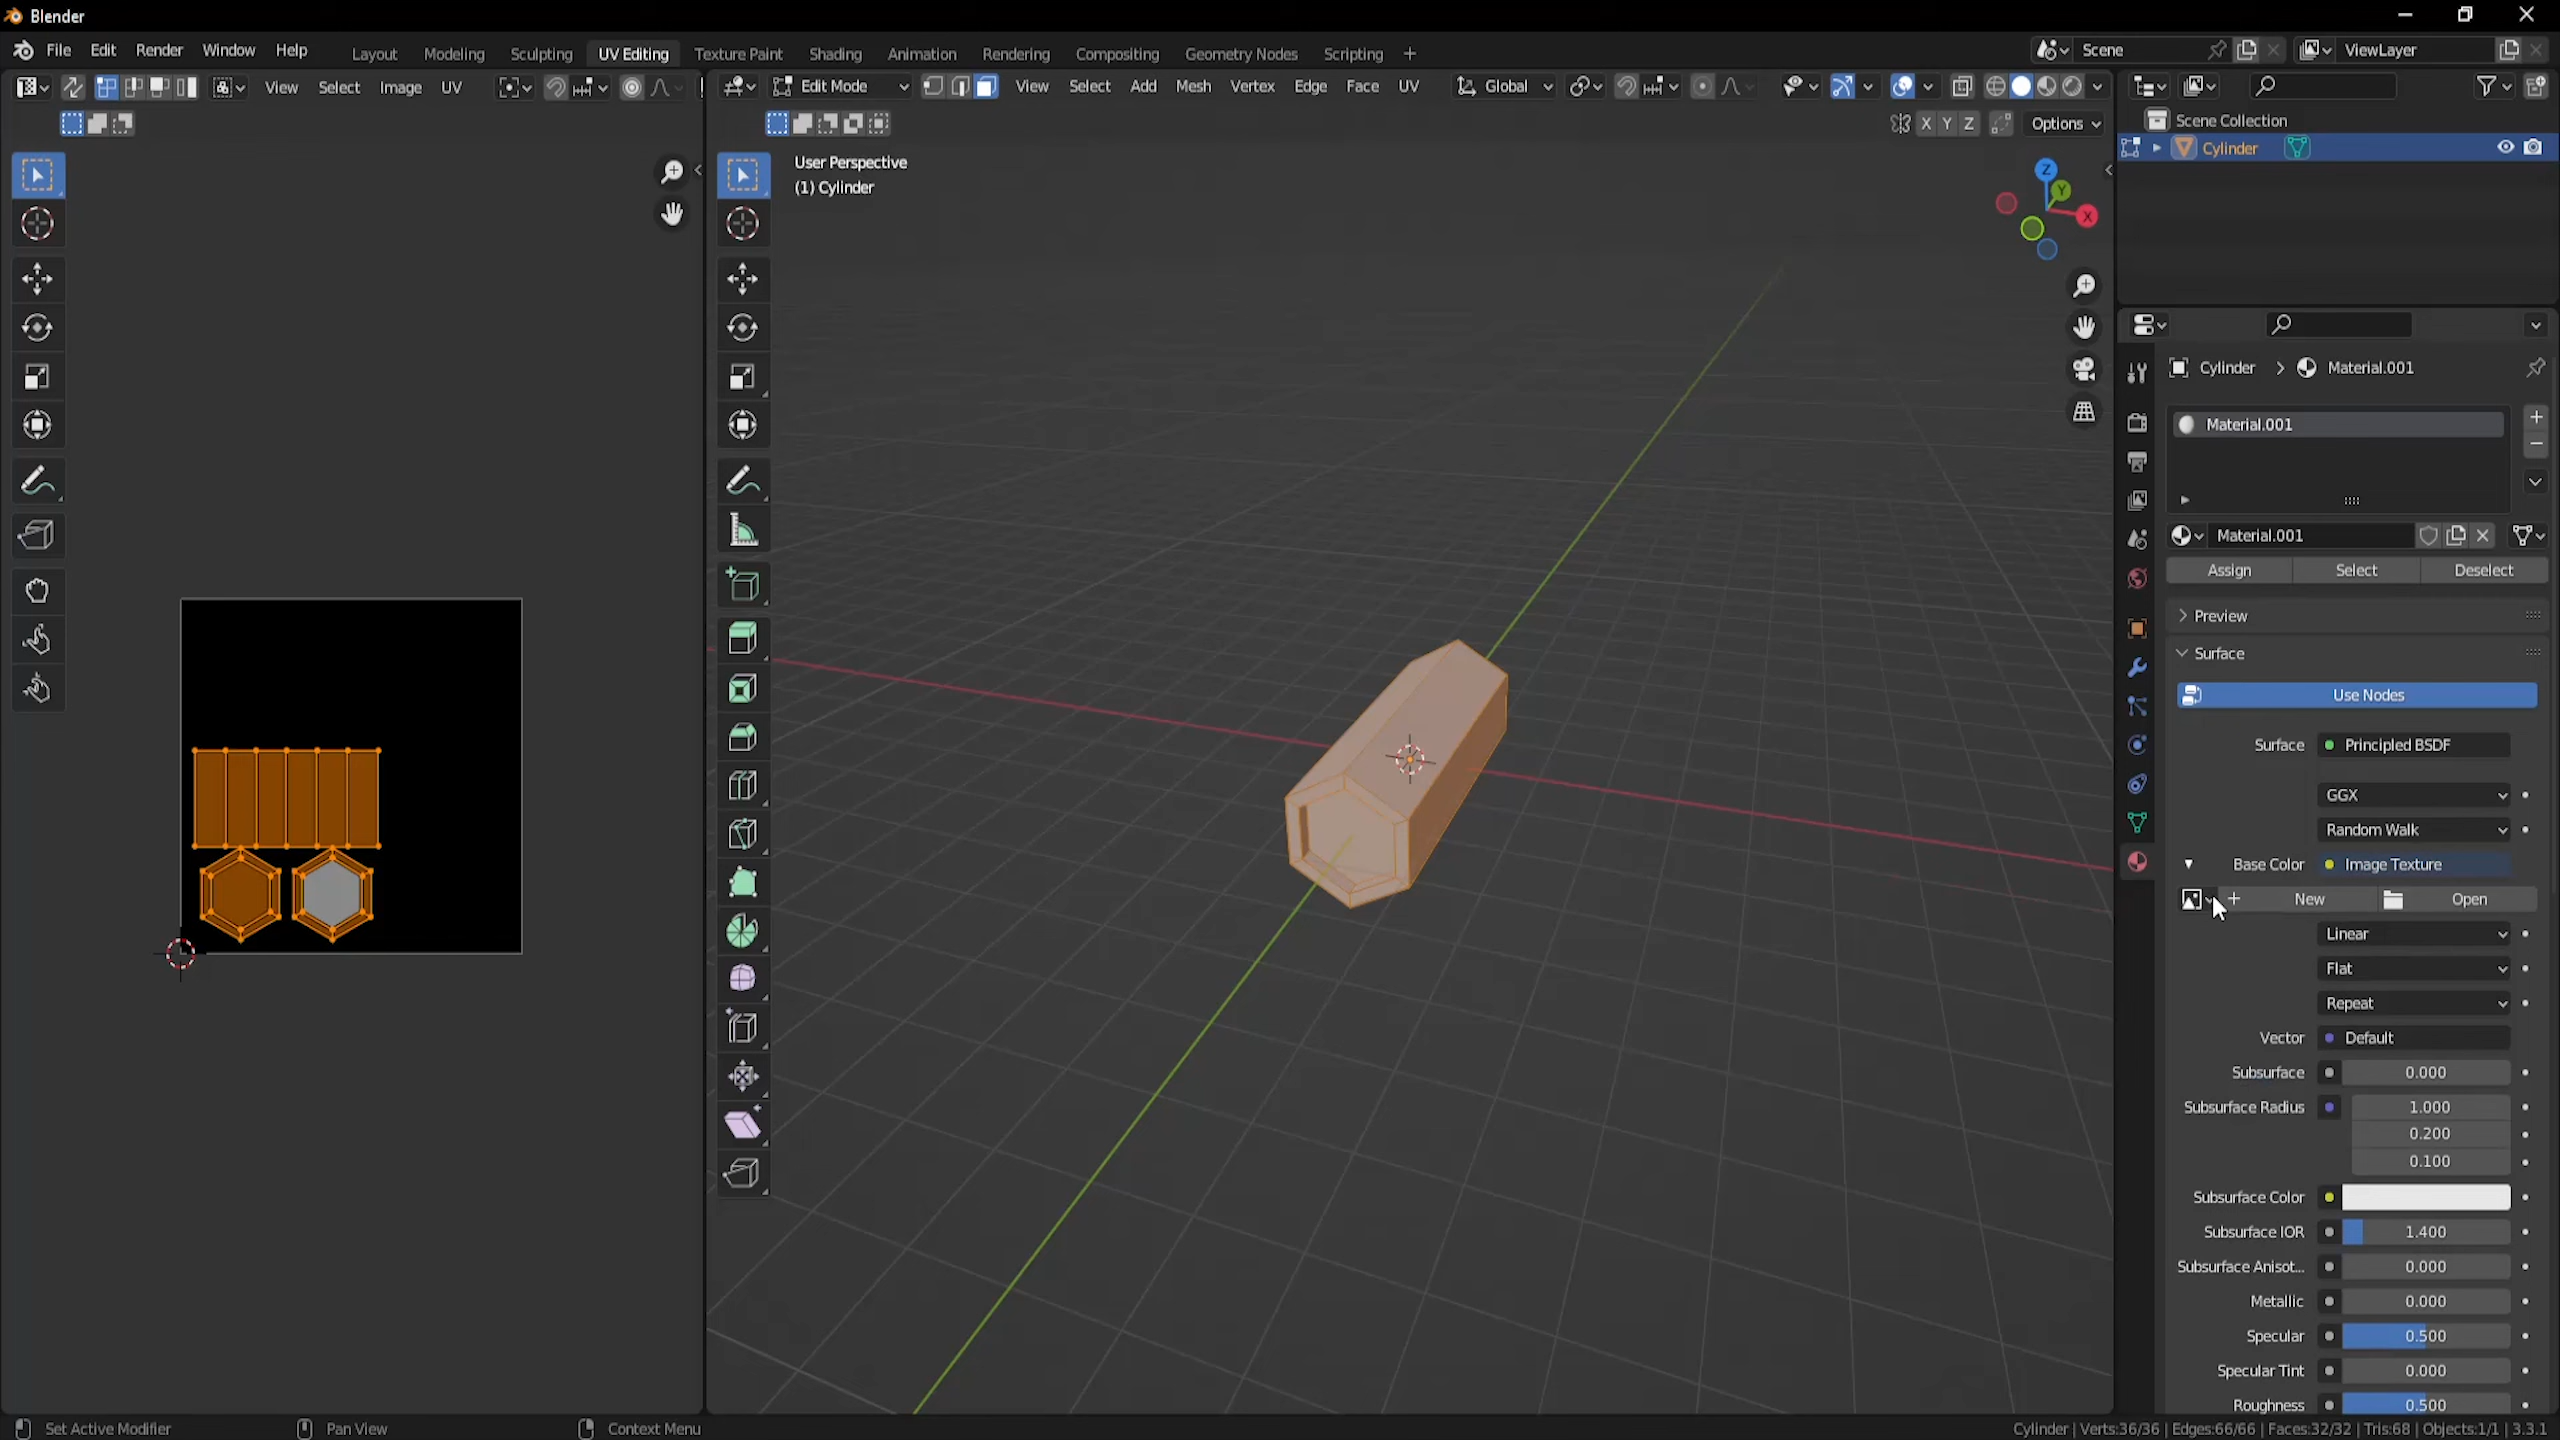 Blender
File Edit Render Window Help Layout Modeling Sculpting UV Editing Texture Paint Shading Animation Rendering Compositing Geometry Nodes Scripting + Scene ViewLayer
View Select Image UV
Edit Mode View Select Add Mesh Vertex Edge Face UV Global
X Y Z Options
User Perspective
(1) Cylinder
Z
Y
X
Scene Collection
Cylinder
Cylinder > Material.001
Material.001
Material.001
Assign Select Deselect
Preview
Surface
Use Nodes
Surface Principled BSDF
GGX
Random Walk
Base Color Image Texture
New Open
Linear
Flat
Repeat
Vector Default
Subsurface 0.000
Subsurface Radius 1.000
0.200
0.100
Subsurface Color
Subsurface IOR 1.400
Subsurface Anisot... 0.000
Metallic 0.000
Specular 0.500
Specular Tint 0.000
Roughness 0.500
Set Active Modifier Pan View Context Menu Cylinder | Verts:36/36 | Edges:66/66 | Faces:32/32 | Tris:68 | Objects:1/1 | 3.3.1